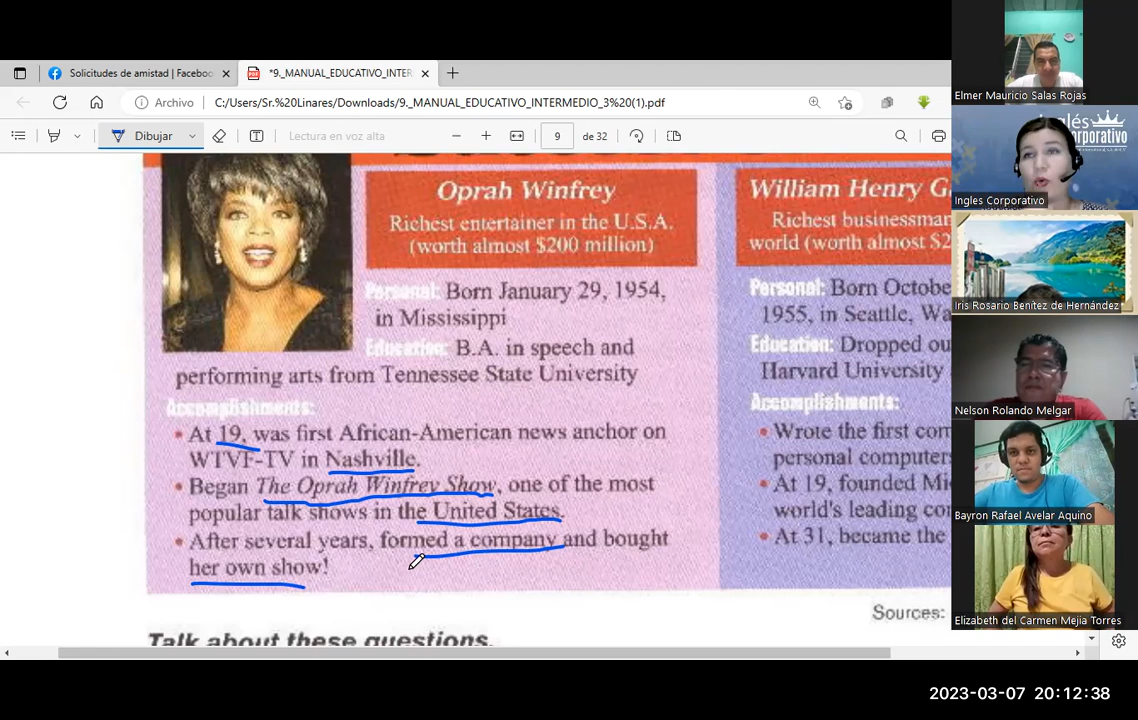 Solicitudes de amistad | Faceboo
*9._MANUAL_EDUCATIVO_INTER
Archivo
C:/Users/Sr.%20Linares/Downloads/9._MANUAL_EDUCATIVO_INTERMEDIO_3%20(1).pdf
Dibujar
Lectura en voz alta
9
de 32
Oprah Winfrey
Richest entertainer in the U.S.A.
(worth almost $200 million)
Personal: Born January 29, 1954,
in Mississippi
Education: B.A. in speech and
performing arts from Tennessee State University
Accomplishments:
• At 19, was first African-American news anchor on
WTVF-TV in Nashville.
• Began The Oprah Winfrey Show, one of the most
popular talk shows in the United States.
• After several years, formed a company and bought
her own show!
William Henry G
Richest businessma
world (worth almost $2
Personal: Born Octobe
1955, in Seattle, Wa
Education: Dropped ou
Harvard University
Accomplishments:
• Wrote the first com
personal computers
• At 19, founded Mi
world's leading co
• At 31, became the
Sources:
Talk about these questions.
Elmer Mauricio Salas Rojas
inglés
corporativo
Ingles Corporativo
Iris Rosario Benitez de Hernández
Nelson Rolando Melgar
Bayron Rafael Avelar Aquino
Elizabeth del Carmen Mejia Torres
2023-03-07 20:12:38